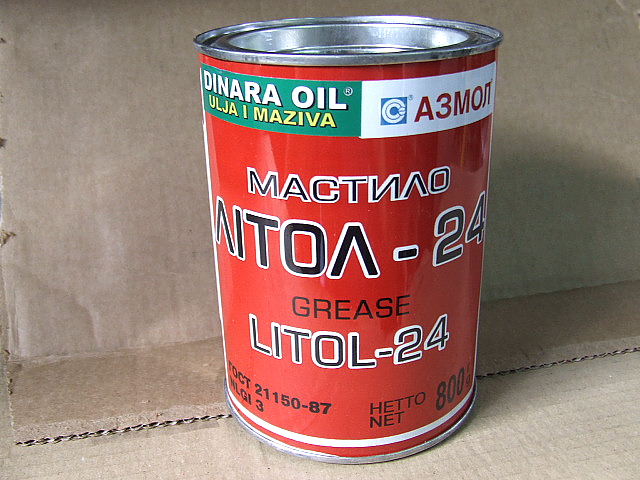 DINARA OIL®
ULJA I MAZIVA
® АЗМОЛ
МАСТИЛО
ЛІТОЛ - 24
GREASE
LITOL-24
ГОСТ 21150-87
NLGI 3
НЕТТО
NET
800 g